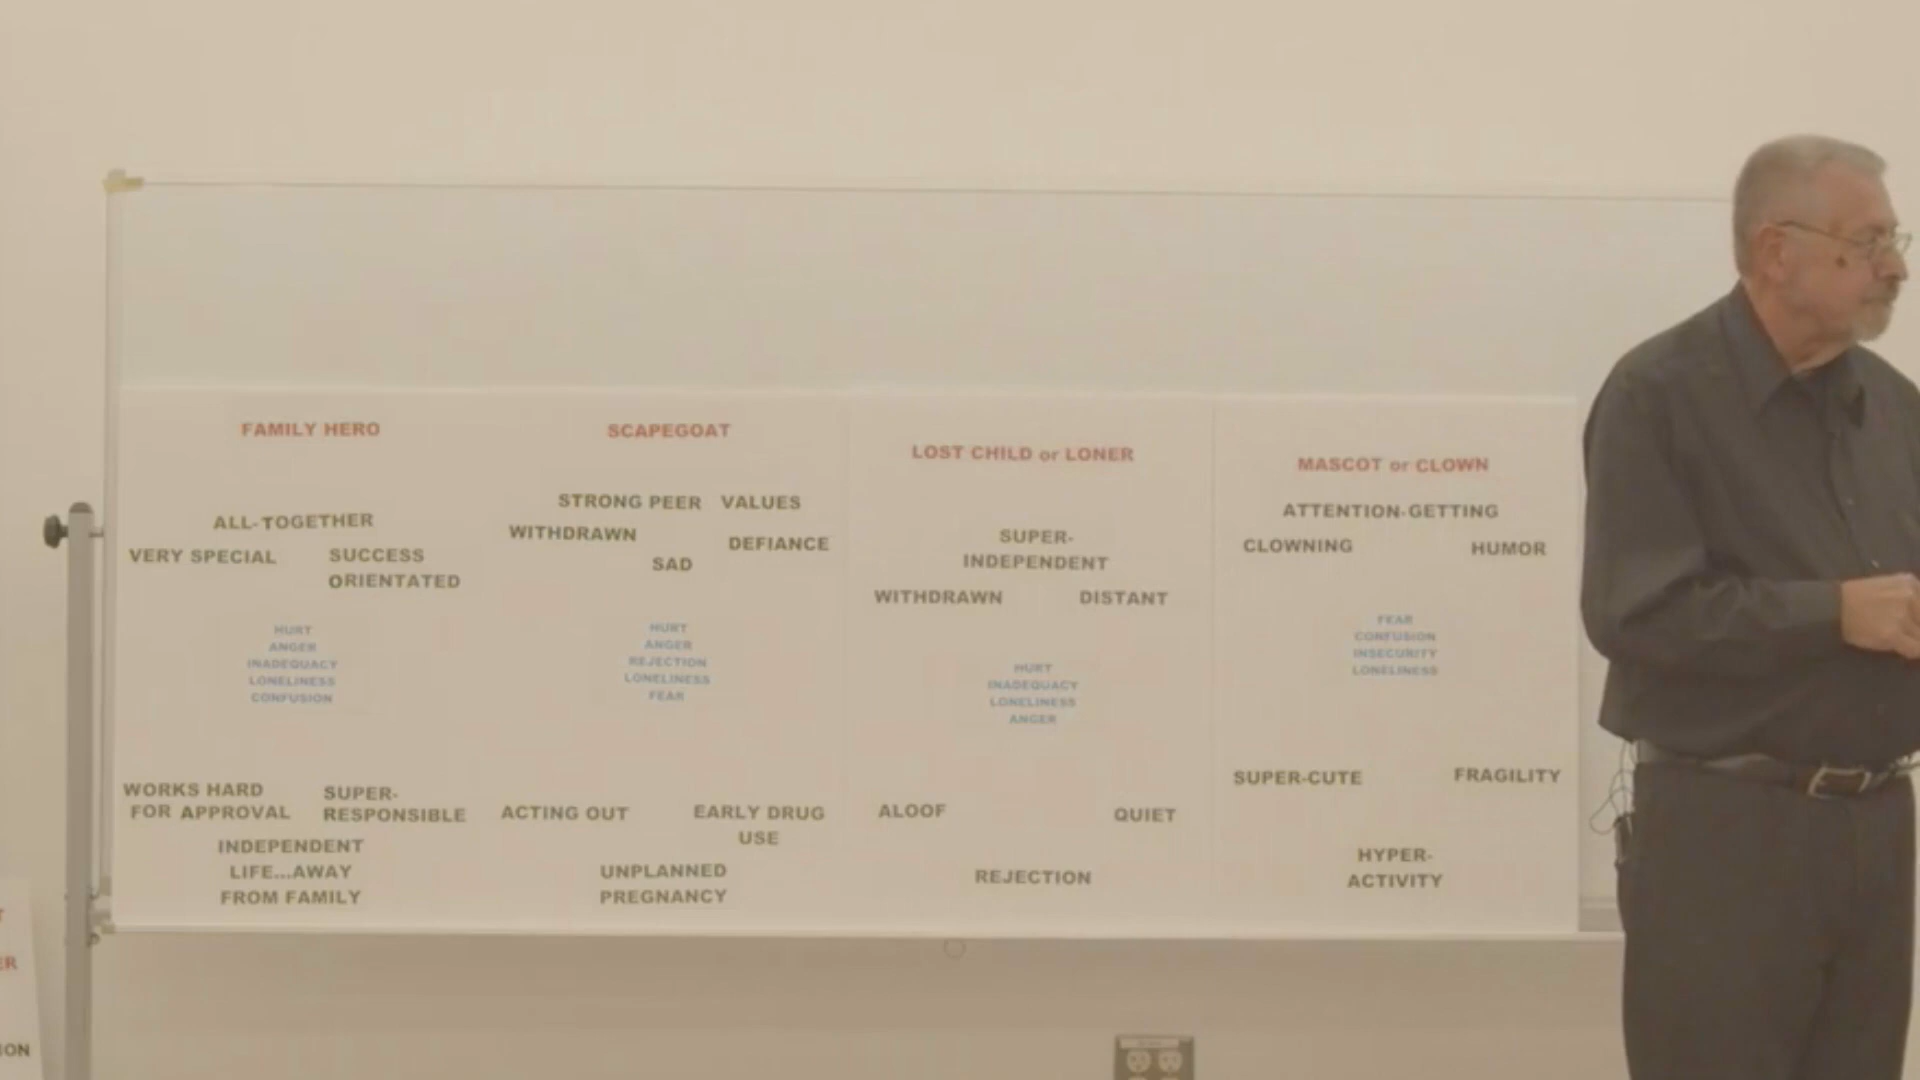 FAMILY HERO
ALL-TOGETHER
VERY SPECIAL
SUCCESS
ORIENTATED
HURT
ANGER
INADEQUACY
LONELINESS
CONFUSION
WORKS HARD
FOR APPROVAL
SUPER-
RESPONSIBLE
INDEPENDENT
LIFE...AWAY
FROM FAMILY
SCAPEGOAT
STRONG PEER VALUES
WITHDRAWN
DEFIANCE
SAD
HURT
ANGER
REJECTION
LONELINESS
FEAR
ACTING OUT
EARLY DRUG
USE
UNPLANNED
PREGNANCY
LOST CHILD or LONER
SUPER-
INDEPENDENT
WITHDRAWN
DISTANT
HURT
INADEQUACY
LONELINESS
ANGER
ALOOF
QUIET
REJECTION
MASCOT or CLOWN
ATTENTION-GETTING
CLOWNING
HUMOR
FEAR
CONFUSION
INSECURITY
LONELINESS
SUPER-CUTE
FRAGILITY
HYPER-
ACTIVITY